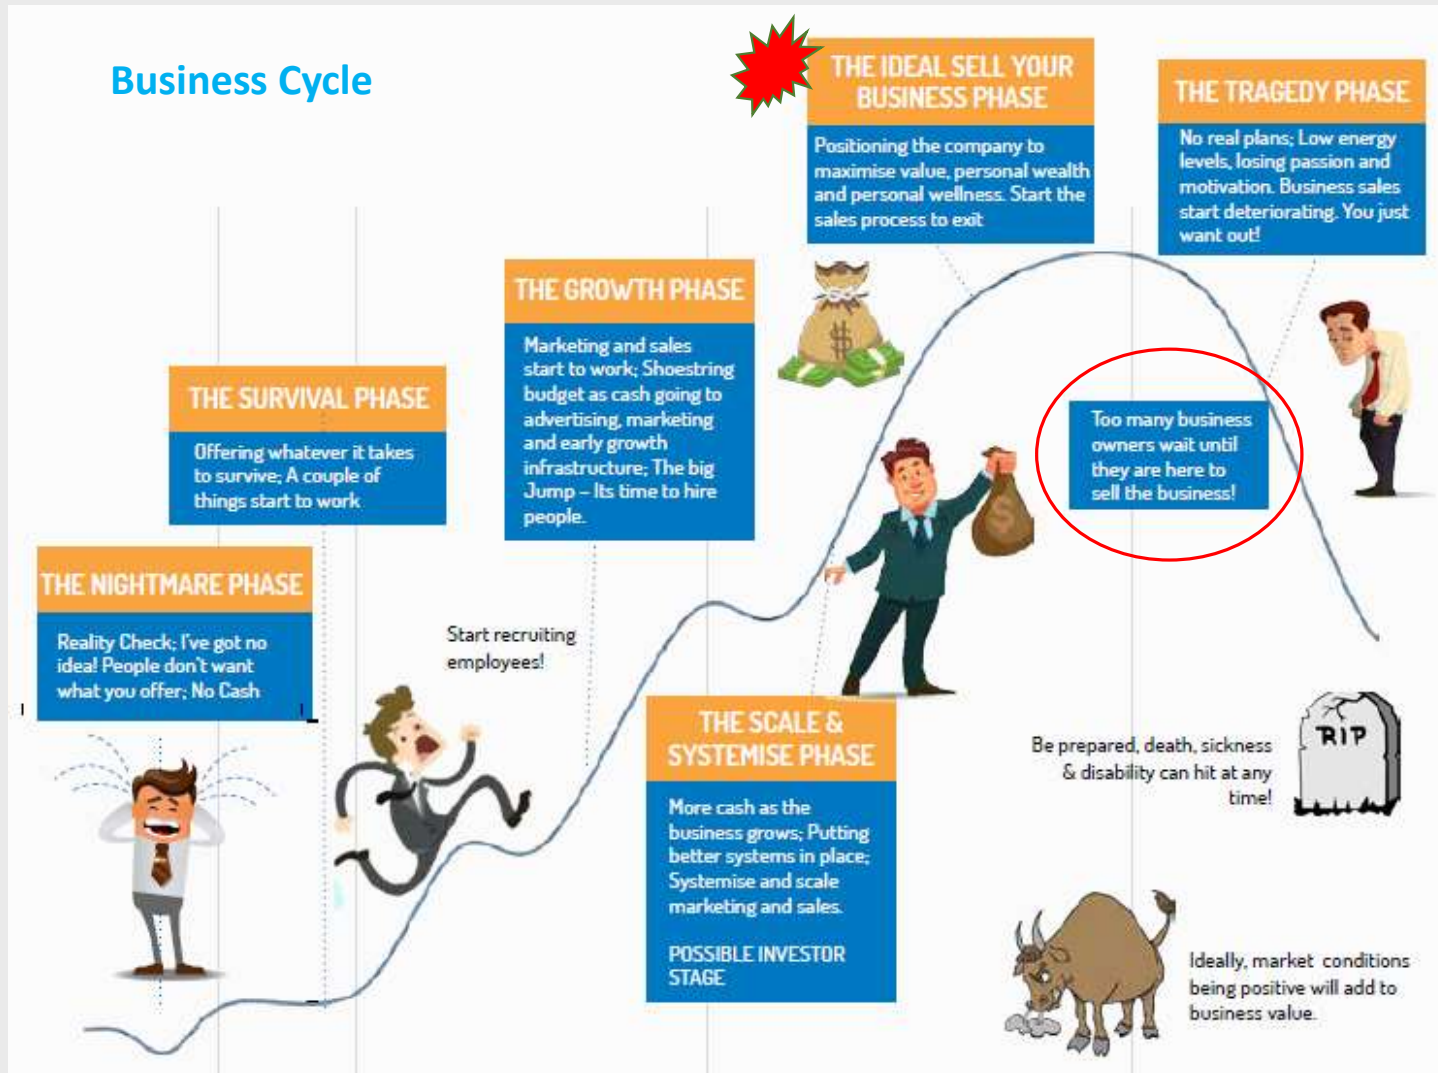 Business Cycle
THE IDEAL SELL YOUR
BUSINESS PHASE
Positioning the company to
maximise value, personal wealth
and personal wellness. Start the
sales process to exit
THE TRAGEDY PHASE
No real plans; Low energy
levels, losing passion and
motivation. Business sales
start deteriorating. You just
want out!
THE GROWTH PHASE
Marketing and sales
start to work; Shoestring
budget as cash going to
advertising, marketing
and early growth
infrastructure; The big
Jump – Its time to hire
people.
THE SURVIVAL PHASE
Offering whatever it takes
to survive; A couple of
things start to work
Too many business
owners wait until
they are here to
sell the business!
THE NIGHTMARE PHASE
Reality Check; I've got no
idea! People don't want
what you offer; No Cash
Start recruiting
employees!
THE SCALE &
SYSTEMISE PHASE
More cash as the
business grows; Putting
better systems in place;
Systemise and scale
marketing and sales.
POSSIBLE INVESTOR
STAGE
Be prepared, death, sickness
& disability can hit at any
time!
RIP
Ideally, market conditions
being positive will add to
business value.
$
$